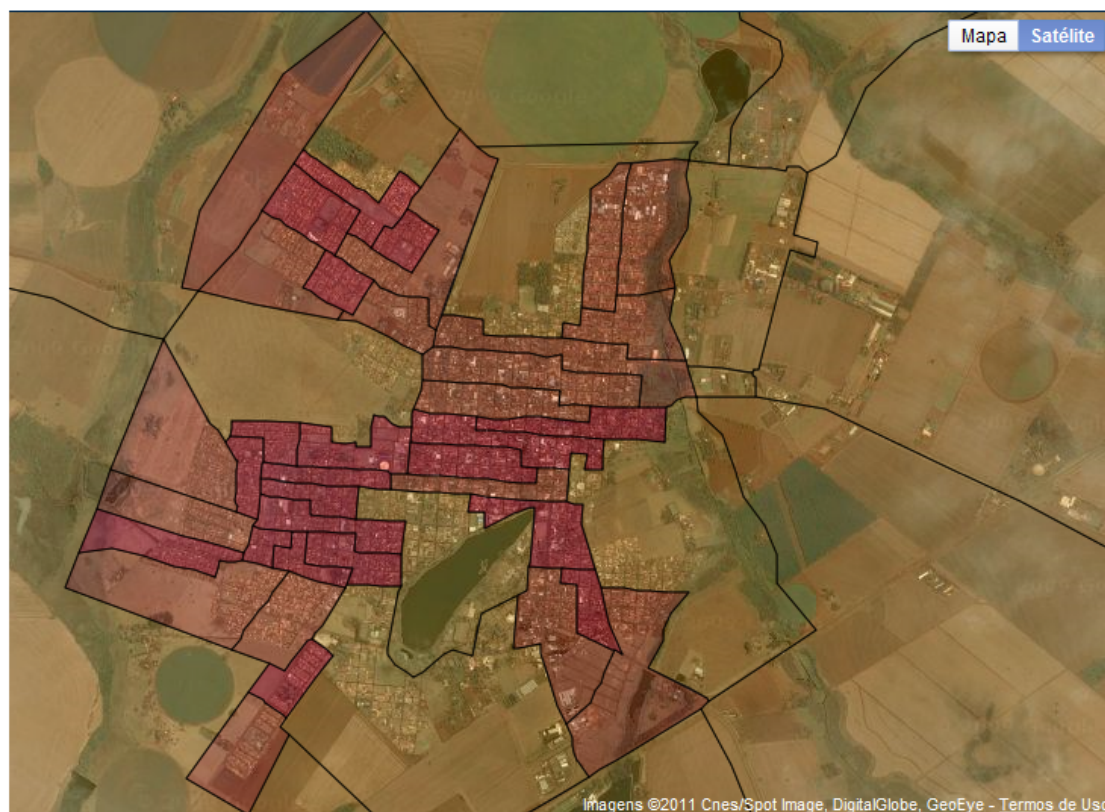 Mapa Satélite
Imagens ©2011 Cnes/Spot Image, DigitalGlobe, GeoEye - Termos de Uso